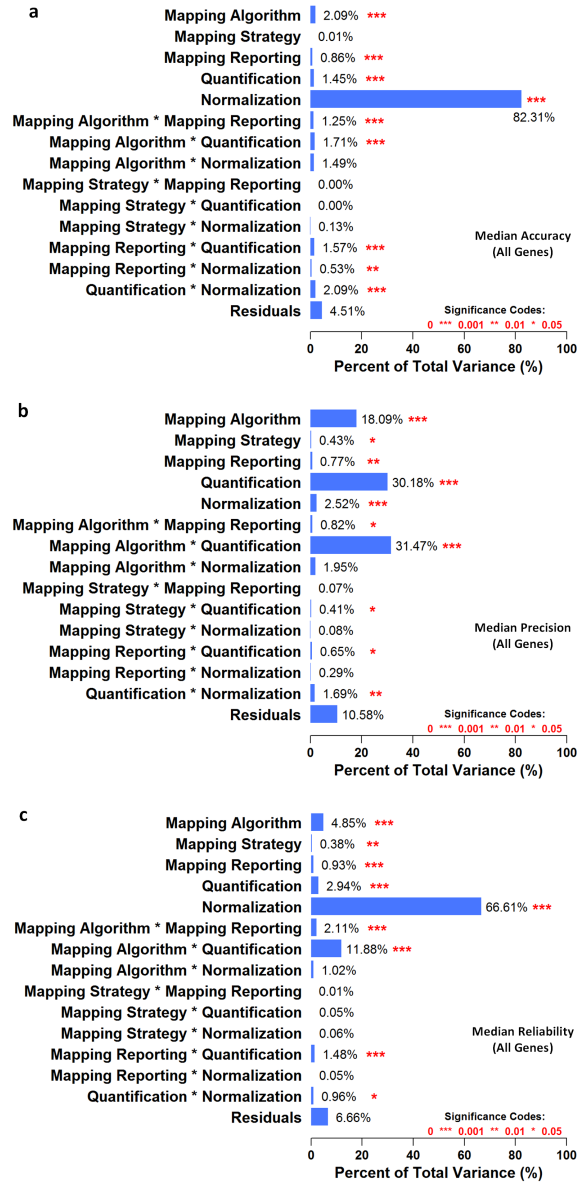 a
Mapping Algorithm 2.09% ***
Mapping Strategy 0.01%
Mapping Reporting 0.86% ***
Quantification 1.45% ***
Normalization ***
82.31%
Mapping Algorithm * Mapping Reporting 1.25% ***
Mapping Algorithm * Quantification 1.71% ***
Mapping Algorithm * Normalization 1.49%
Mapping Strategy * Mapping Reporting 0.00%
Mapping Strategy * Quantification 0.00%
Mapping Strategy * Normalization 0.13%
Mapping Reporting * Quantification 1.57% ***
Mapping Reporting * Normalization 0.53% **
Quantification * Normalization 2.09% ***
Residuals 4.51%
Median Accuracy
(All Genes)
Significance Codes:
0 *** 0.001 ** 0.01 * 0.05
0 20 40 60 80 100
Percent of Total Variance (%)
b
Mapping Algorithm 18.09% ***
Mapping Strategy 0.43% *
Mapping Reporting 0.77% **
Quantification 30.18% ***
Normalization 2.52% ***
Mapping Algorithm * Mapping Reporting 0.82% *
Mapping Algorithm * Quantification 31.47% ***
Mapping Algorithm * Normalization 1.95%
Mapping Strategy * Mapping Reporting 0.07%
Mapping Strategy * Quantification 0.41% *
Mapping Strategy * Normalization 0.08%
Mapping Reporting * Quantification 0.65% *
Mapping Reporting * Normalization 0.29%
Quantification * Normalization 1.69% **
Residuals 10.58%
Median Precision
(All Genes)
Significance Codes:
0 *** 0.001 ** 0.01 * 0.05
0 20 40 60 80 100
Percent of Total Variance (%)
c
Mapping Algorithm 4.85% ***
Mapping Strategy 0.38% **
Mapping Reporting 0.93% ***
Quantification 2.94% ***
Normalization 66.61% ***
Mapping Algorithm * Mapping Reporting 2.11% ***
Mapping Algorithm * Quantification 11.88% ***
Mapping Algorithm * Normalization 1.02%
Mapping Strategy * Mapping Reporting 0.01%
Mapping Strategy * Quantification 0.05%
Mapping Strategy * Normalization 0.06%
Mapping Reporting * Quantification 1.48% ***
Mapping Reporting * Normalization 0.05%
Quantification * Normalization 0.96% *
Residuals 6.66%
Median Reliability
(All Genes)
Significance Codes:
0 *** 0.001 ** 0.01 * 0.05
0 20 40 60 80 100
Percent of Total Variance (%)